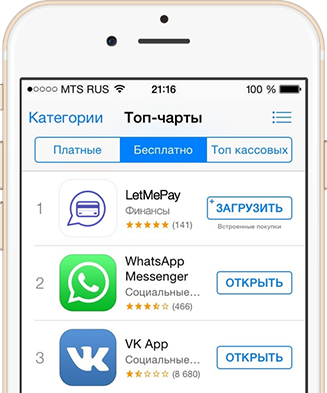 MTS RUS 21:16 100 %
Категории Топ-чарты
Платные Бесплатно Топ кассовых
1 LetMePay
Финансы
(141)
+ЗАГРУЗИТЬ
Встроенные покупки
2 WhatsApp
Messenger
Социальные...
(466)
ОТКРЫТЬ
3 VK App
Социальные...
(8 680)
ОТКРЫТЬ